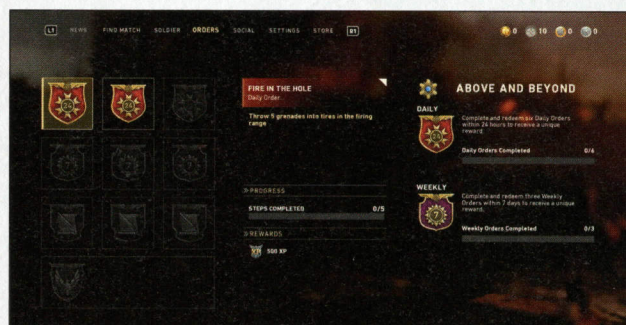 L1 NEWS FIND MATCH SOLDIER ORDERS SOCIAL SETTINGS STORE R1
0 10 0 0
24
24
FIRE IN THE HOLE
Daily Order
Throw 5 grenades into tires in the firing
range
PROGRESS
STEPS COMPLETED 0/5
REWARDS
500 XP
ABOVE AND BEYOND
DAILY
24
Complete and redeem six Daily Orders
within 24 hours to receive a unique
reward.
Daily Orders Completed 0/6
WEEKLY
7
Complete and redeem three Weekly
Orders within 7 days to receive a unique
reward.
Weekly Orders Completed 0/3